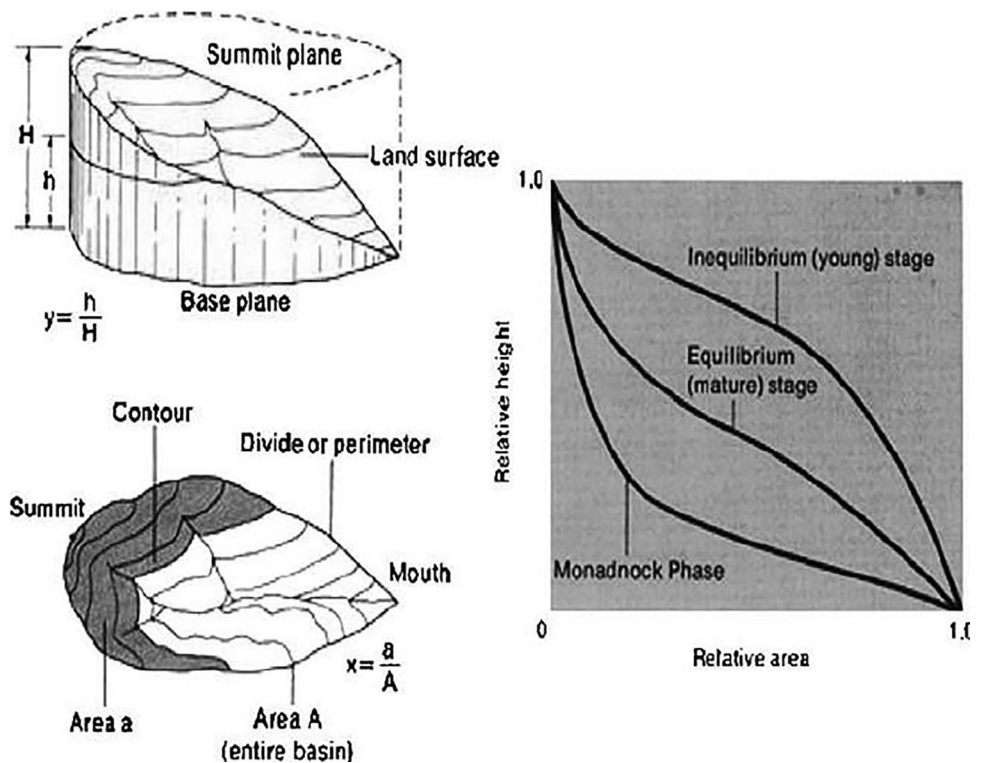 Summit plane
H
h
Land surface
Base plane
y= h/H
Contour
Divide or perimeter
Summit
Mouth
x= a/A
Area a
Area A
(entire basin)
1.0
Inequilibrium (young) stage
Equilibrium
(mature) stage
Relative height
Monadnock Phase
0
1.0
Relative area